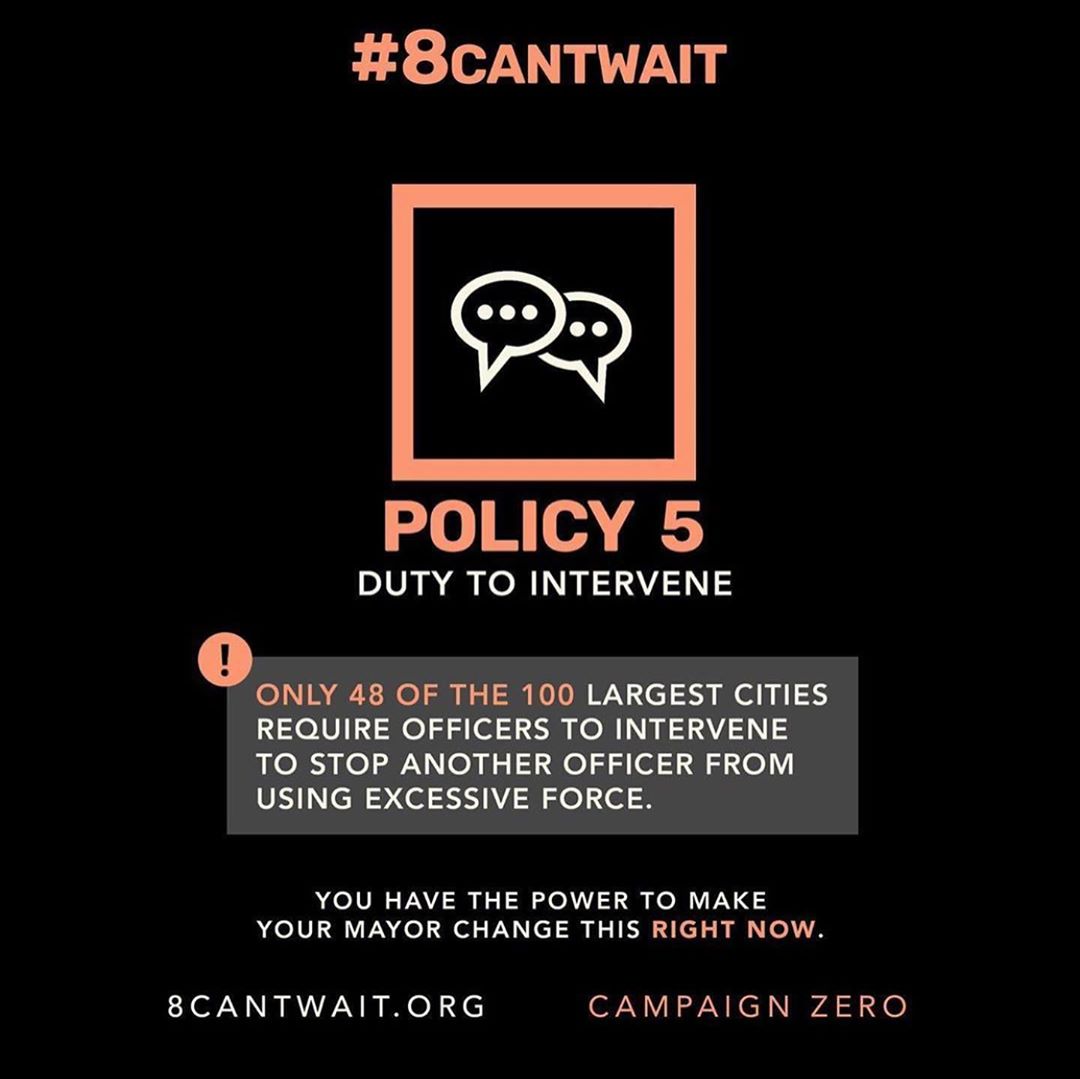 #8CANTWAIT
POLICY 5
DUTY TO INTERVENE
!
ONLY 48 OF THE 100 LARGEST CITIES
REQUIRE OFFICERS TO INTERVENE
TO STOP ANOTHER OFFICER FROM
USING EXCESSIVE FORCE.
YOU HAVE THE POWER TO MAKE
YOUR MAYOR CHANGE THIS RIGHT NOW.
8CANTWAIT.ORG CAMPAIGN ZERO